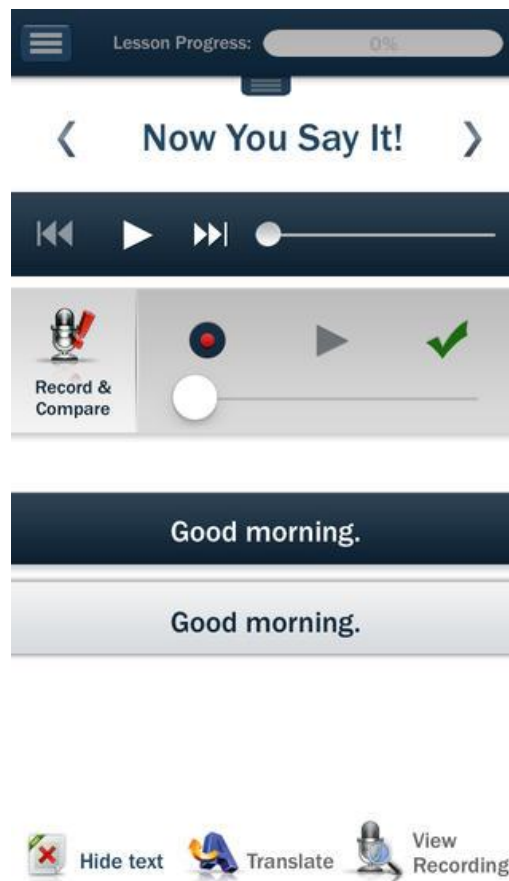 Lesson Progress: 0%
Now You Say It!
Record &
Compare
Good morning.
Good morning.
Hide text
Translate
View
Recording